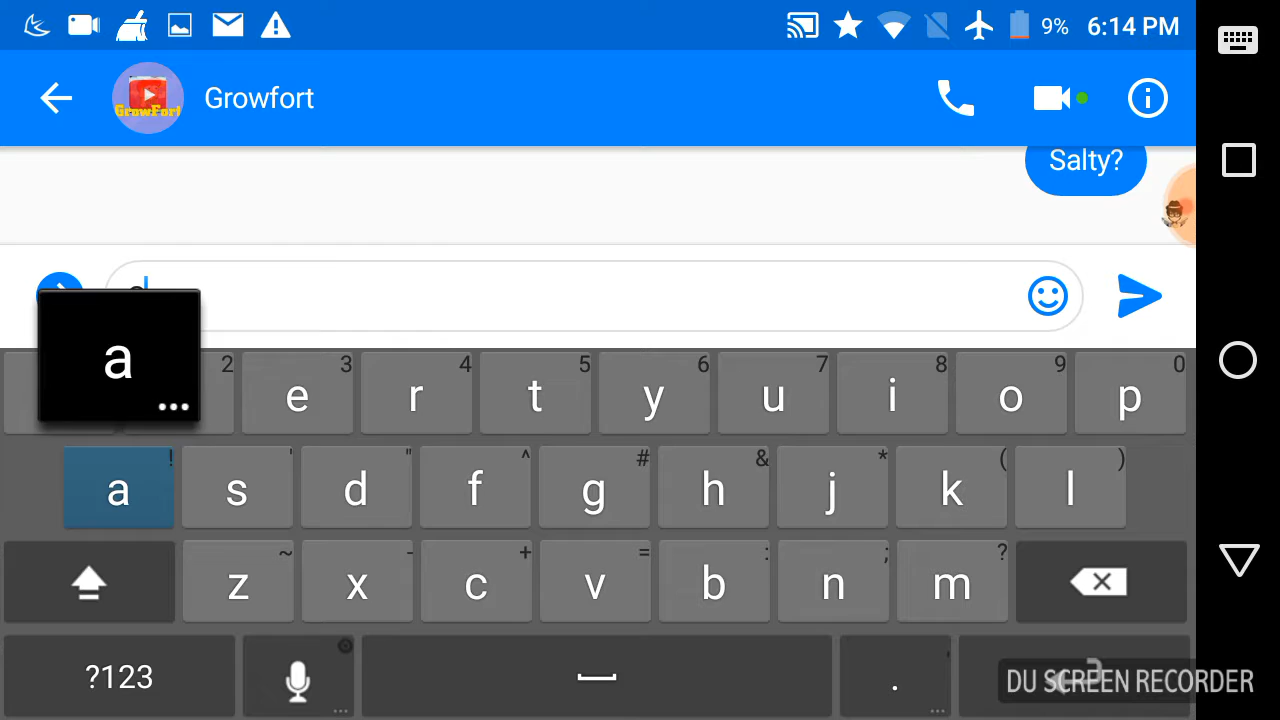 9% 6:14 PM
GrowFort
Growfort
Salty?
a
2 e 3 r 4 t 5 y 6 u 7 i 8 o 9 p 0
a ! s ' d " f ^ g # h & j * k ( l )
z ~ x - c + v = b : n ; m ?
?123 ... . ...
DU SCREEN RECORDER